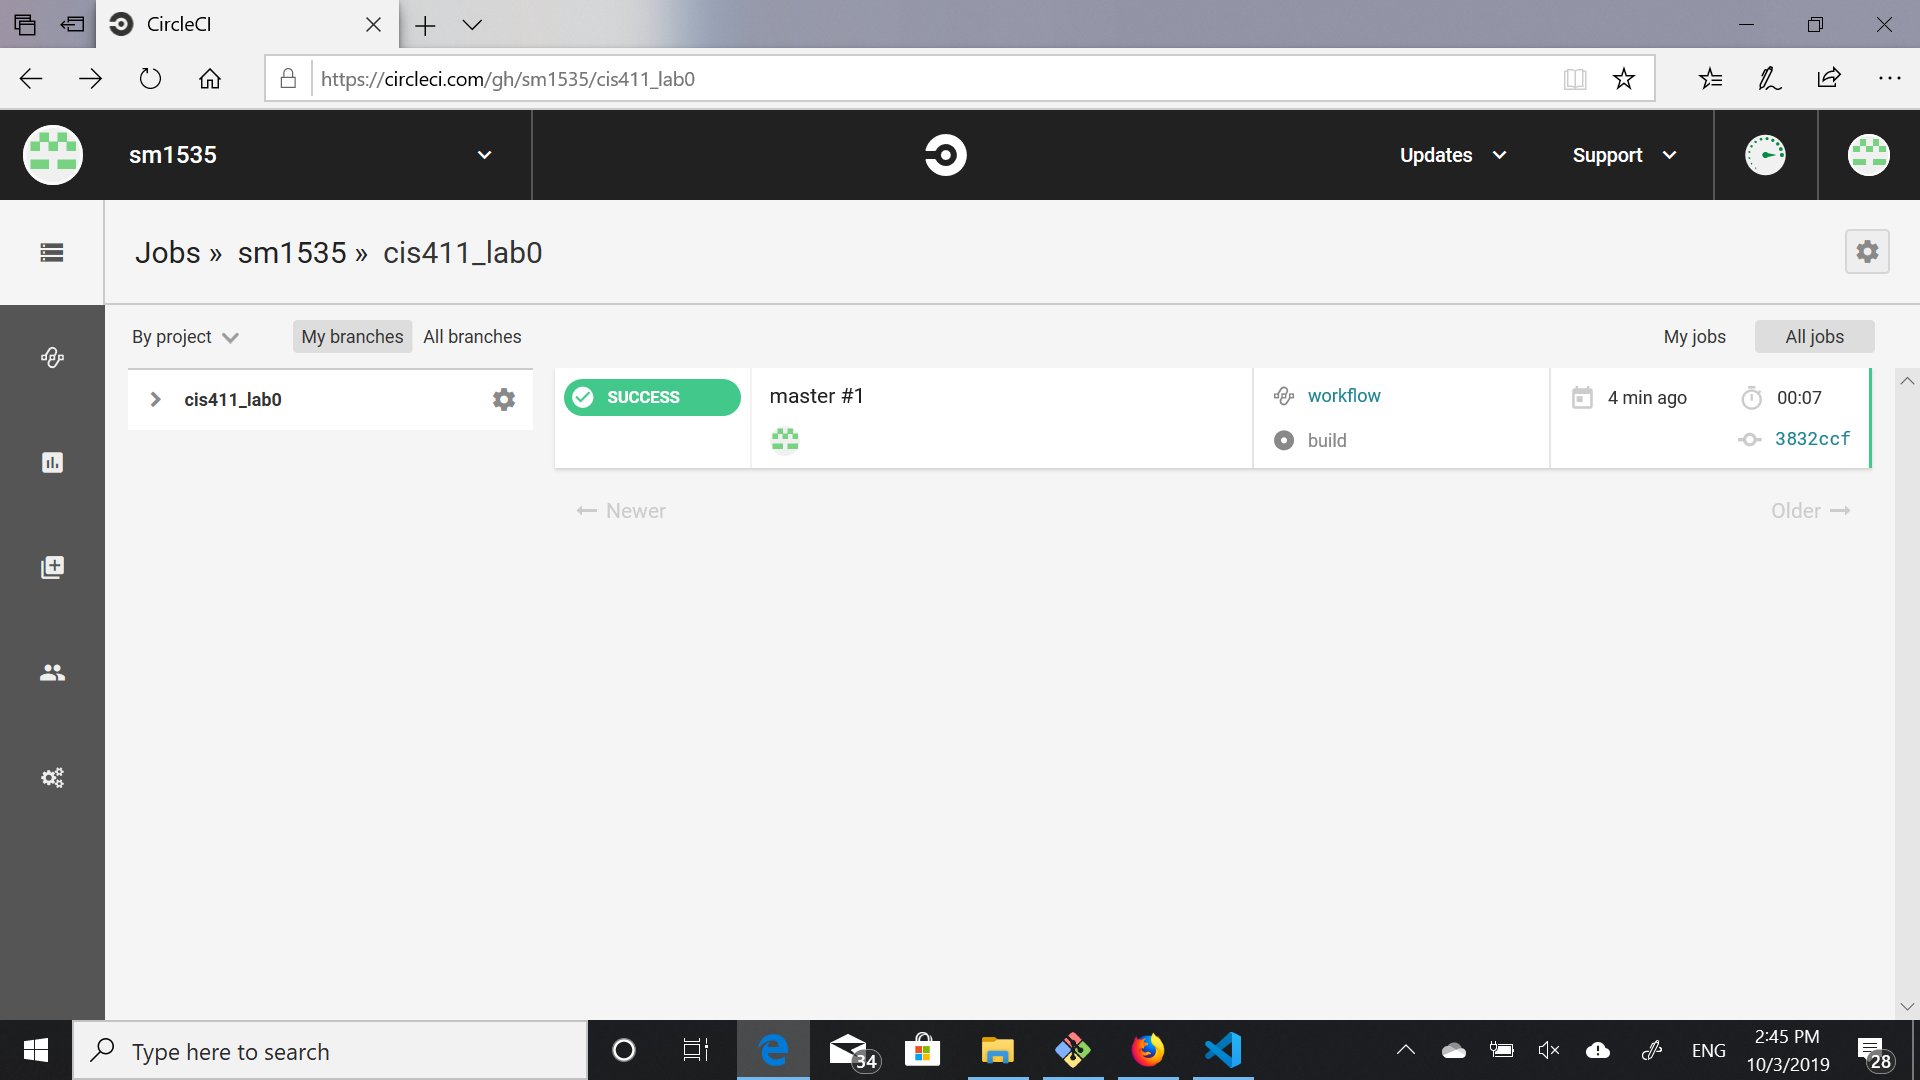 CircleCI
https://circleci.com/gh/sm1535/cis411_lab0
sm1535
Updates
Support
Jobs » sm1535 » cis411_lab0
By project
My branches
All branches
My jobs
All jobs
cis411_lab0
SUCCESS
master #1
workflow
build
4 min ago
00:07
3832ccf
Newer
Older
Type here to search
34
ENG
2:45 PM
10/3/2019
28